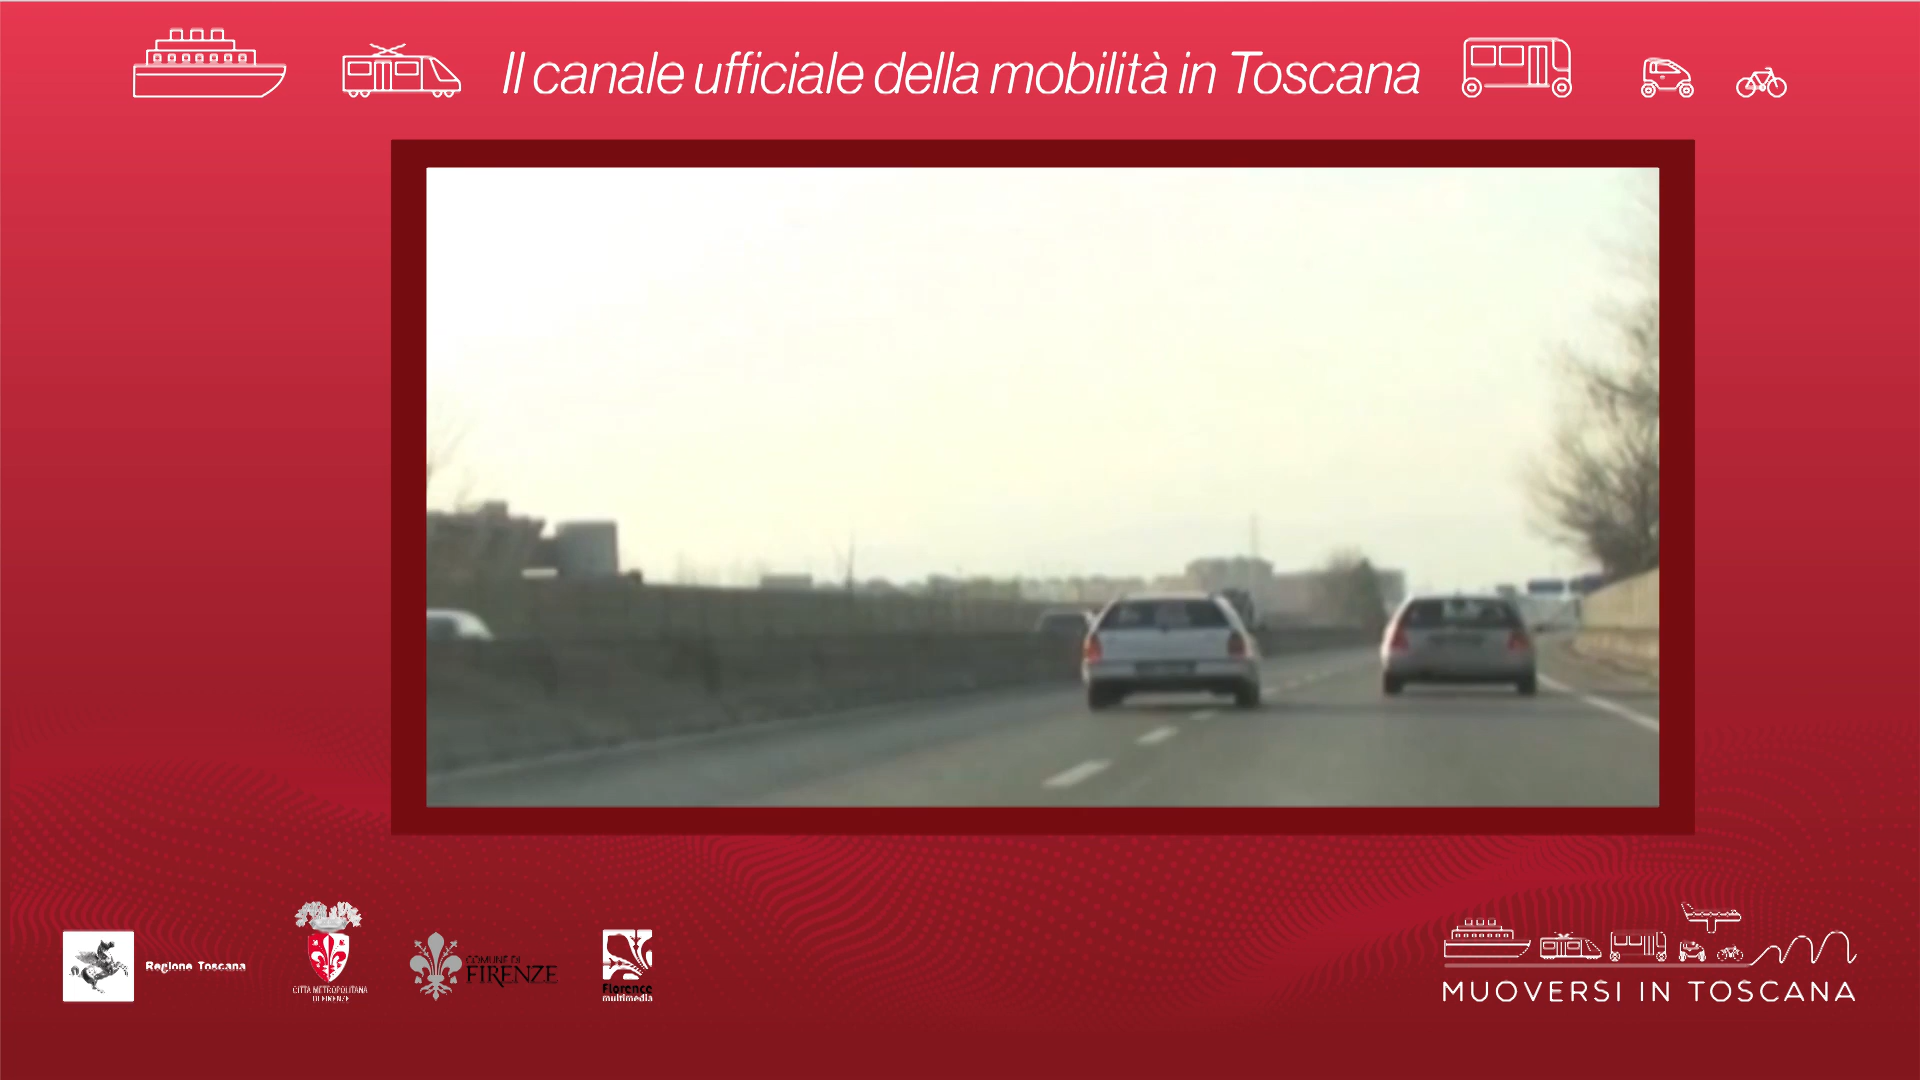 Il canale ufficiale della mobilità in Toscana
Regione Toscana
CITTÀ METROPOLITANA
DI FIRENZE
COMUNE DI
FIRENZE
Florence
multimedia
MUOVERSI IN TOSCANA